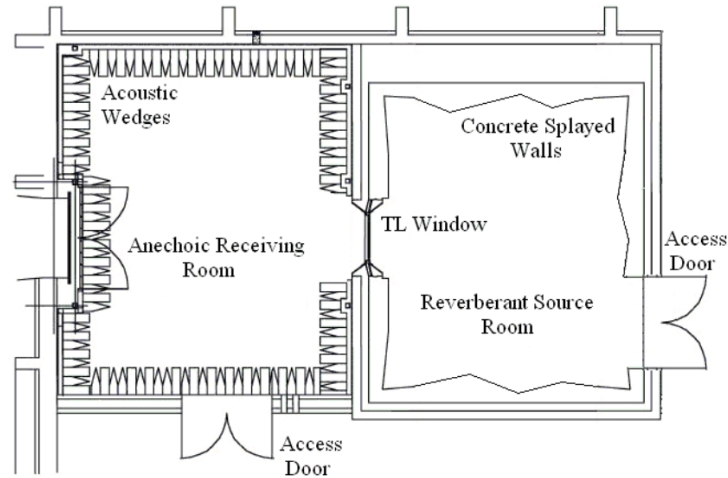 Acoustic
Wedges
Concrete Splayed
Walls
TL Window
Anechoic Receiving
Room
Access
Door
Reverberant Source
Room
Access
Door